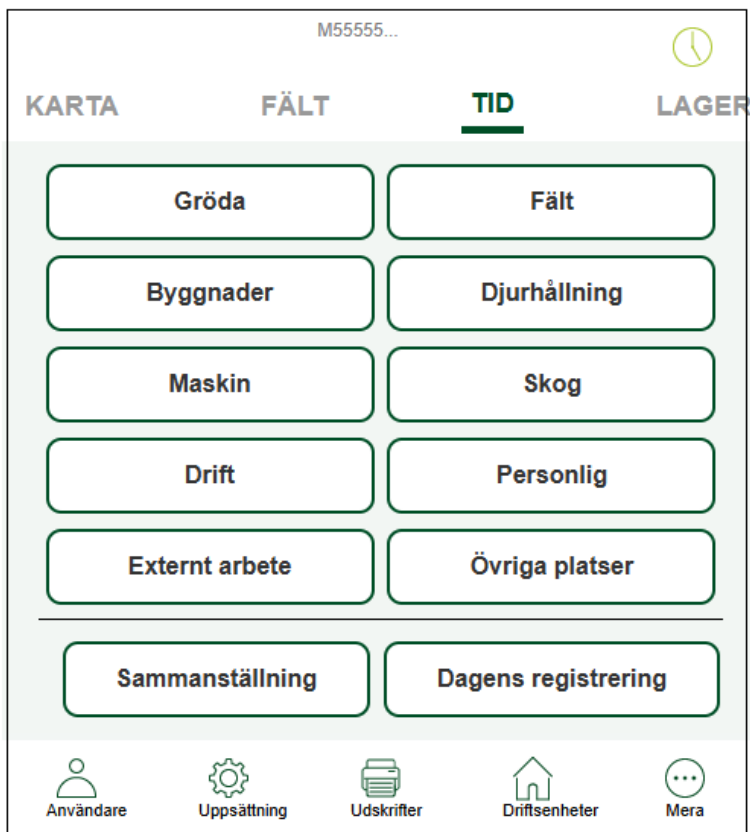 M55555...
KARTA FÄLT TID LAGER
Gröda Fält
Byggnader Djurhållning
Maskin Skog
Drift Personlig
Externt arbete Övriga platser
Sammanställning Dagens registrering
Användare Uppsättning Udskrifter Driftsenheter Mera